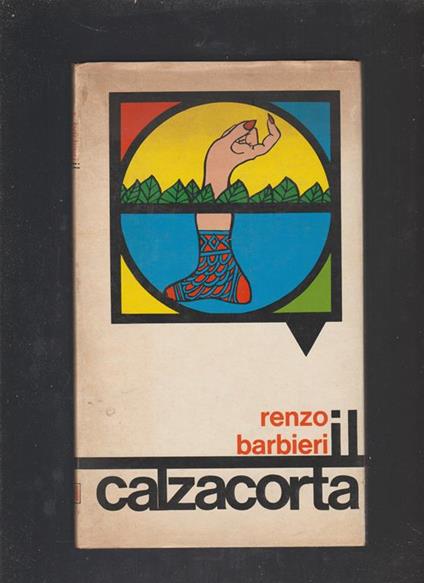 renzo
barbieri
il
calzacorta